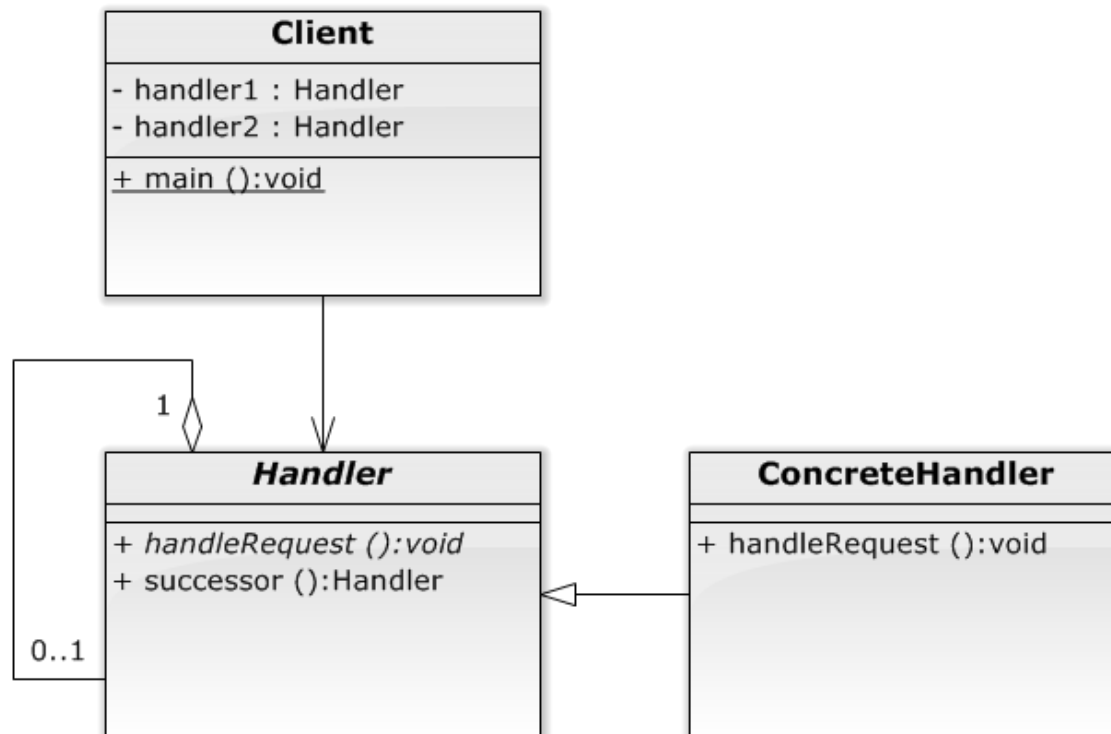 Client
- handler1 : Handler
- handler2 : Handler
+ main ():void
1
Handler
+ handleRequest ():void
+ successor ():Handler
0..1
ConcreteHandler
+ handleRequest ():void